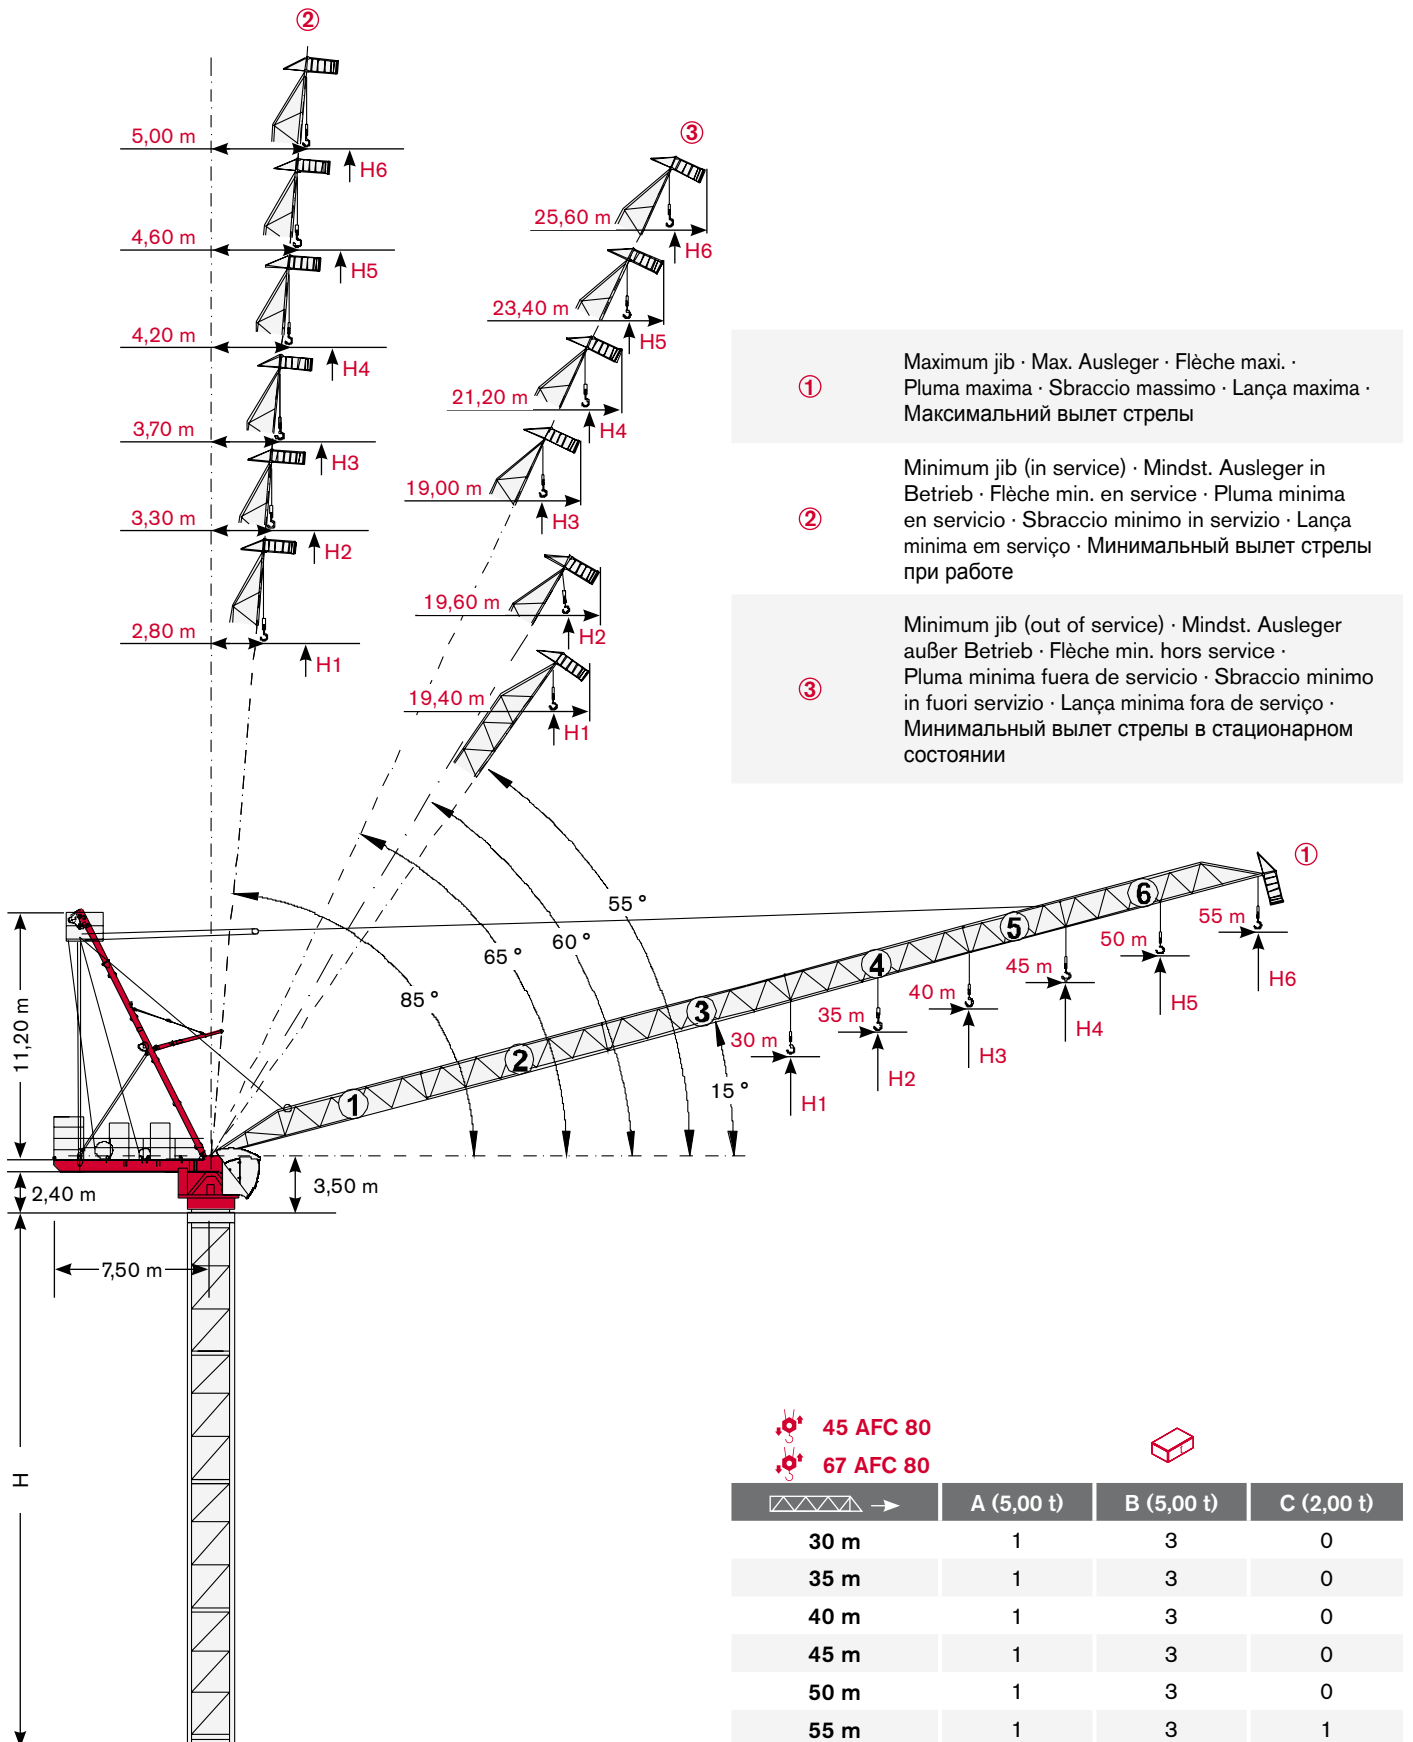 ②
5,00 m
H6
4,60 m
H5
4,20 m
H4
3,70 m
H3
3,30 m
H2
2,80 m
H1
③
25,60 m
H6
23,40 m
H5
21,20 m
H4
19,00 m
H3
19,60 m
H2
19,40 m
H1
① Maximum jib · Max. Ausleger · Flèche maxi. ·
Pluma maxima · Sbraccio massimo · Lança maxima ·
Максимальний вылет стрелы
② Minimum jib (in service) · Mindst. Ausleger in
Betrieb · Flèche min. en service · Pluma minima
en servicio · Sbraccio minimo in servizio · Lança
minima em serviço · Минимальный вылет стрелы
при работе
③ Minimum jib (out of service) · Mindst. Ausleger
außer Betrieb · Flèche min. hors service ·
Pluma minima fuera de servicio · Sbraccio minimo
in fuori servizio · Lança minima fora de serviço ·
Минимальный вылет стрелы в стационарном
состоянии
①
55 °
60 °
65 °
85 °
15 °
1
2
3
4
5
6
30 m
H1
35 m
H2
40 m
H3
45 m
H4
50 m
H5
55 m
H6
11,20 m
2,40 m
3,50 m
7,50 m
H
45 AFC 80
67 AFC 80
A (5,00 t) B (5,00 t) C (2,00 t)
30 m 1 3 0
35 m 1 3 0
40 m 1 3 0
45 m 1 3 0
50 m 1 3 0
55 m 1 3 1